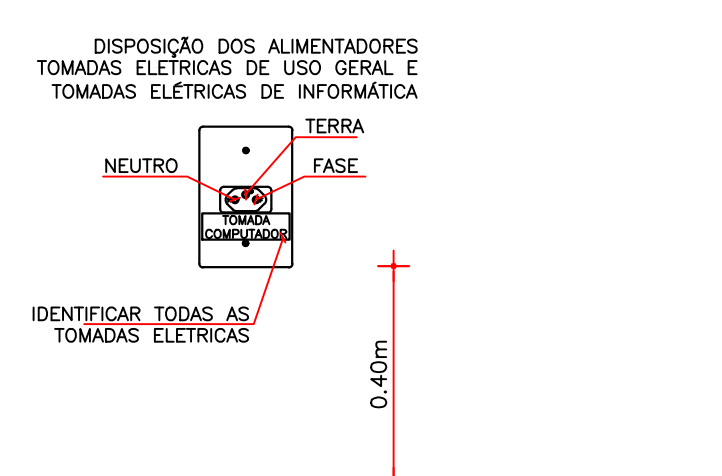 DISPOSIÇÃO DOS ALIMENTADORES
TOMADAS ELETRICAS DE USO GERAL E
TOMADAS ELÉTRICAS DE INFORMÁTICA
TERRA
NEUTRO
FASE
TOMADA
COMPUTADOR
IDENTIFICAR TODAS AS
TOMADAS ELETRICAS
0.40m